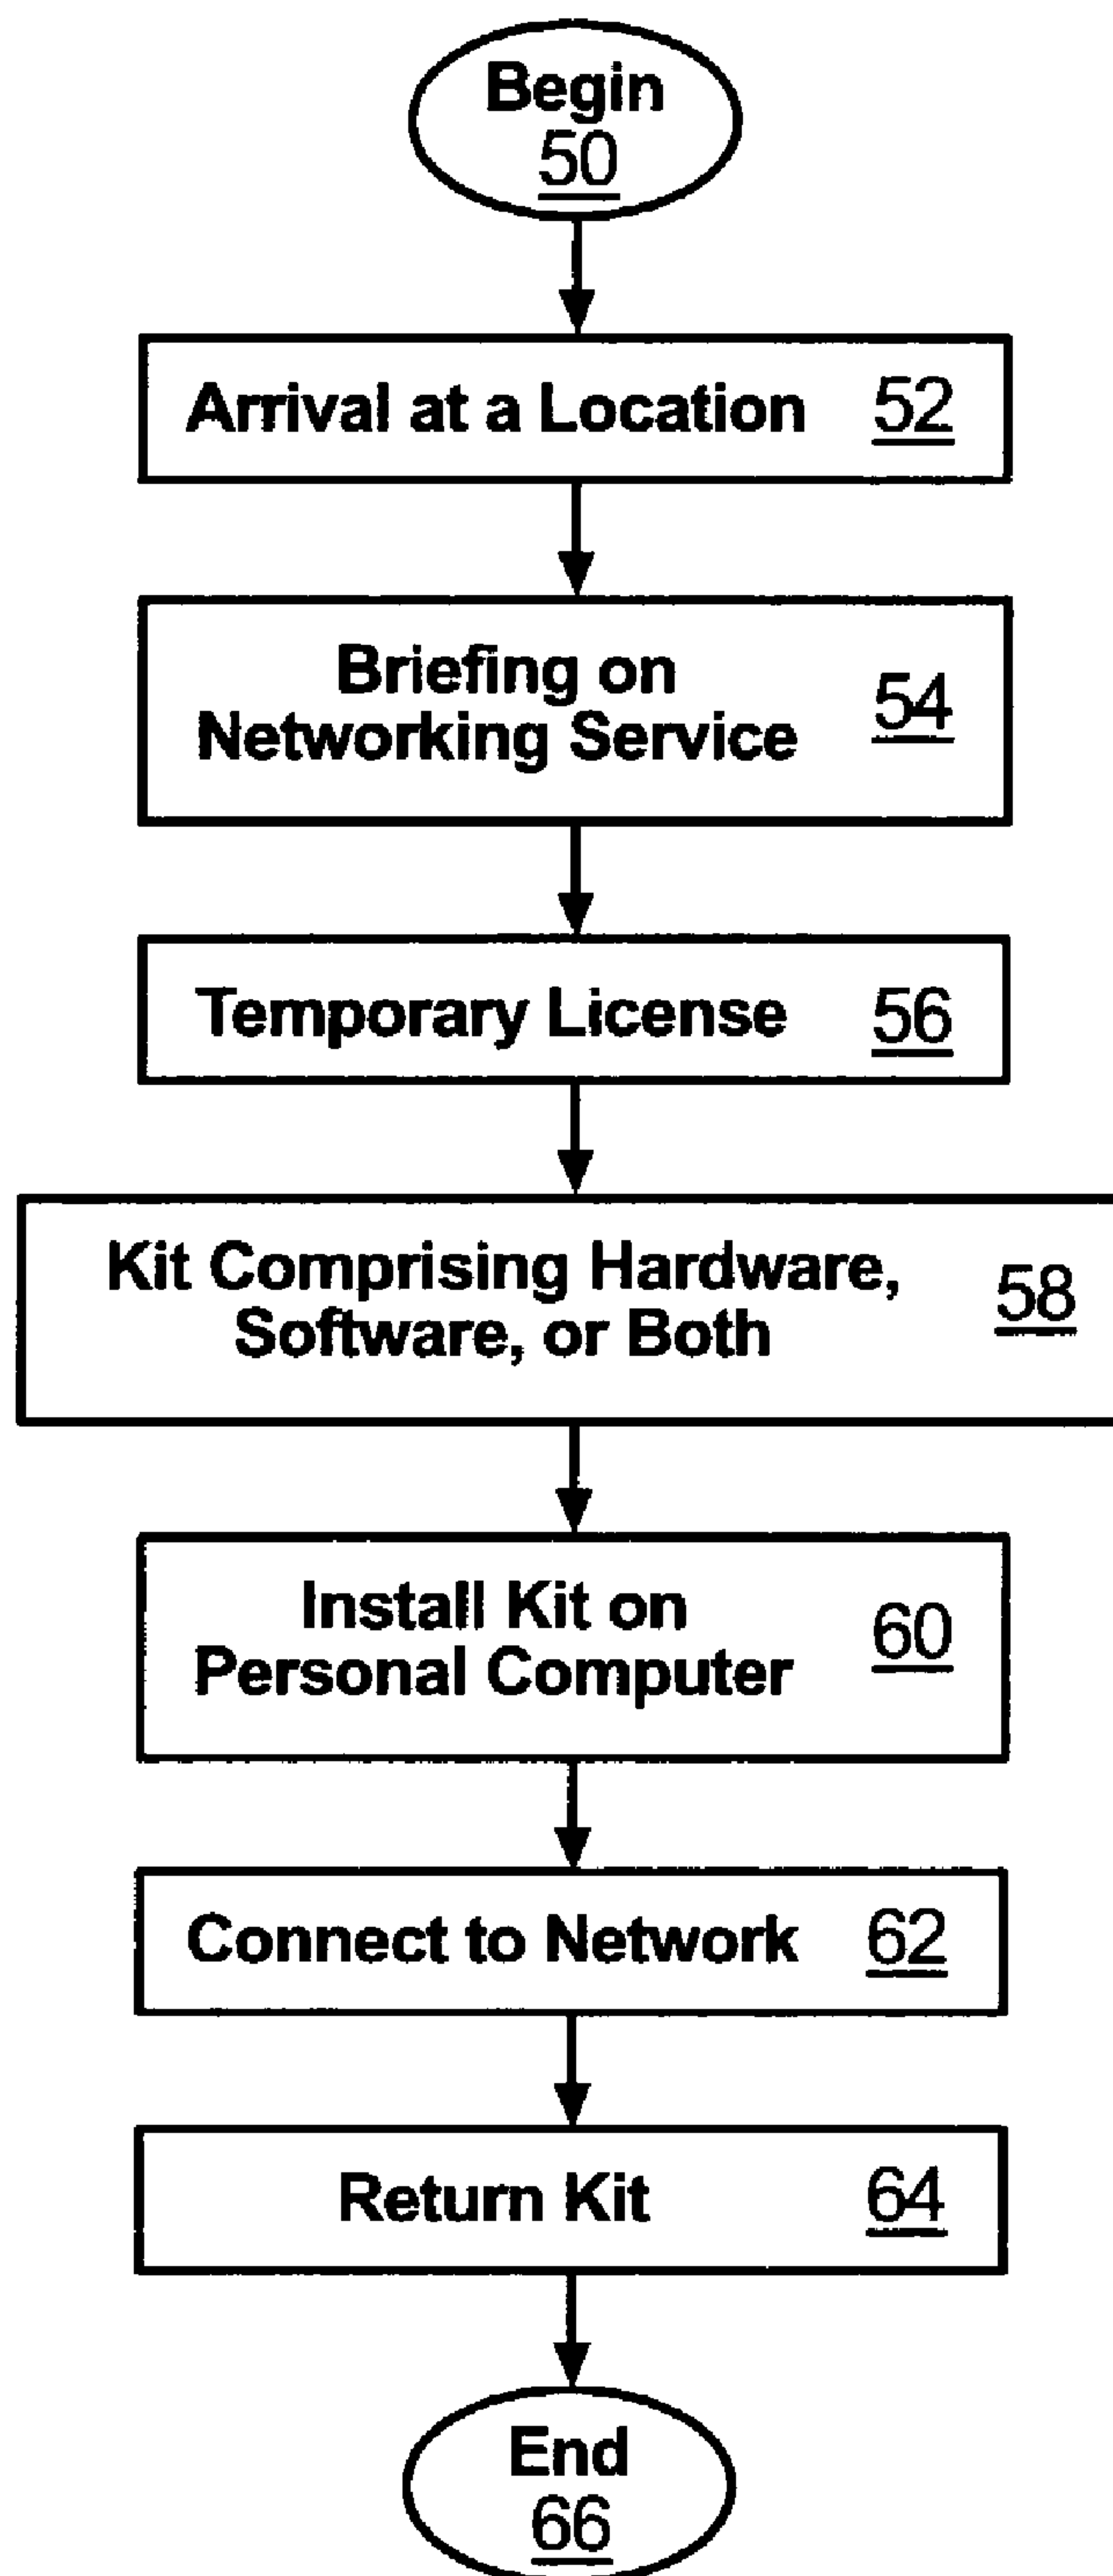 Begin
50
Arrival at a Location 52
Briefing on
Networking Service 54
Temporary License 56
Kit Comprising Hardware,
Software, or Both 58
Install Kit on
Personal Computer 60
Connect to Network 62
Return Kit 64
End
66